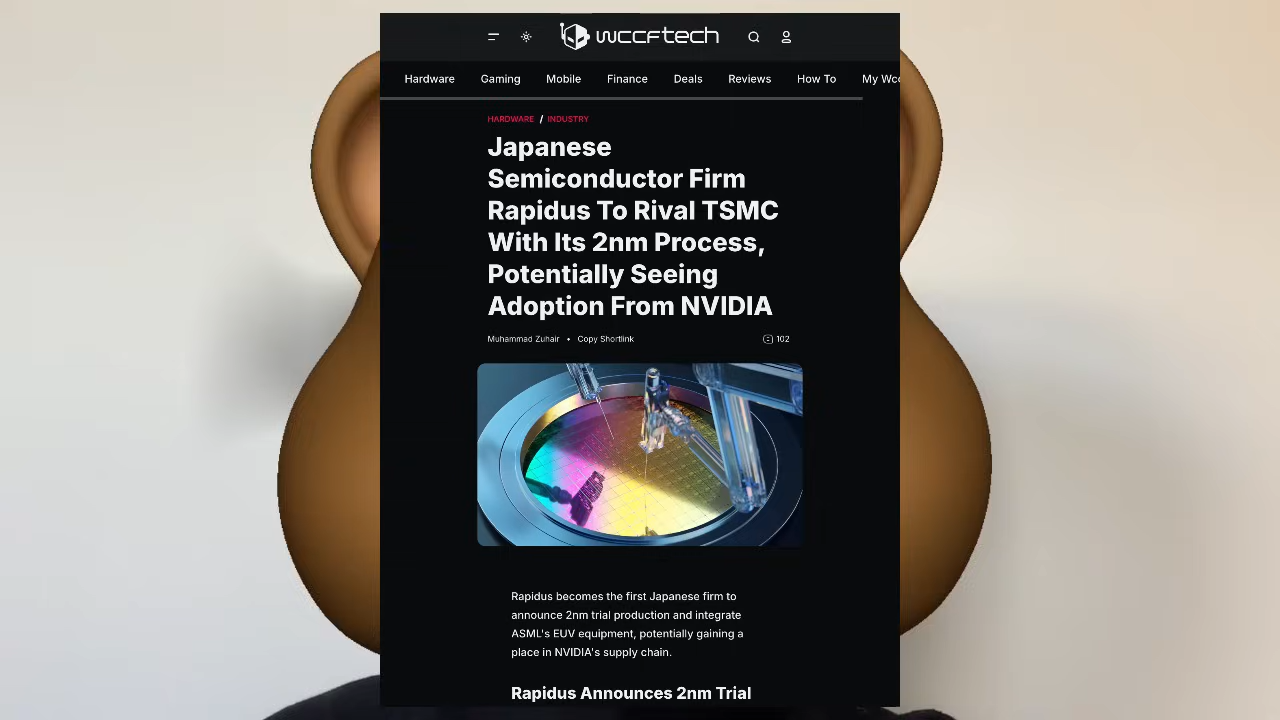 wccftech
Hardware Gaming Mobile Finance Deals Reviews How To My Wcc
HARDWARE / INDUSTRY
Japanese
Semiconductor Firm
Rapidus To Rival TSMC
With Its 2nm Process,
Potentially Seeing
Adoption From NVIDIA
Muhammad Zuhair • Copy Shortlink 102
Rapidus becomes the first Japanese firm to
announce 2nm trial production and integrate
ASML's EUV equipment, potentially gaining a
place in NVIDIA's supply chain.
Rapidus Announces 2nm Trial